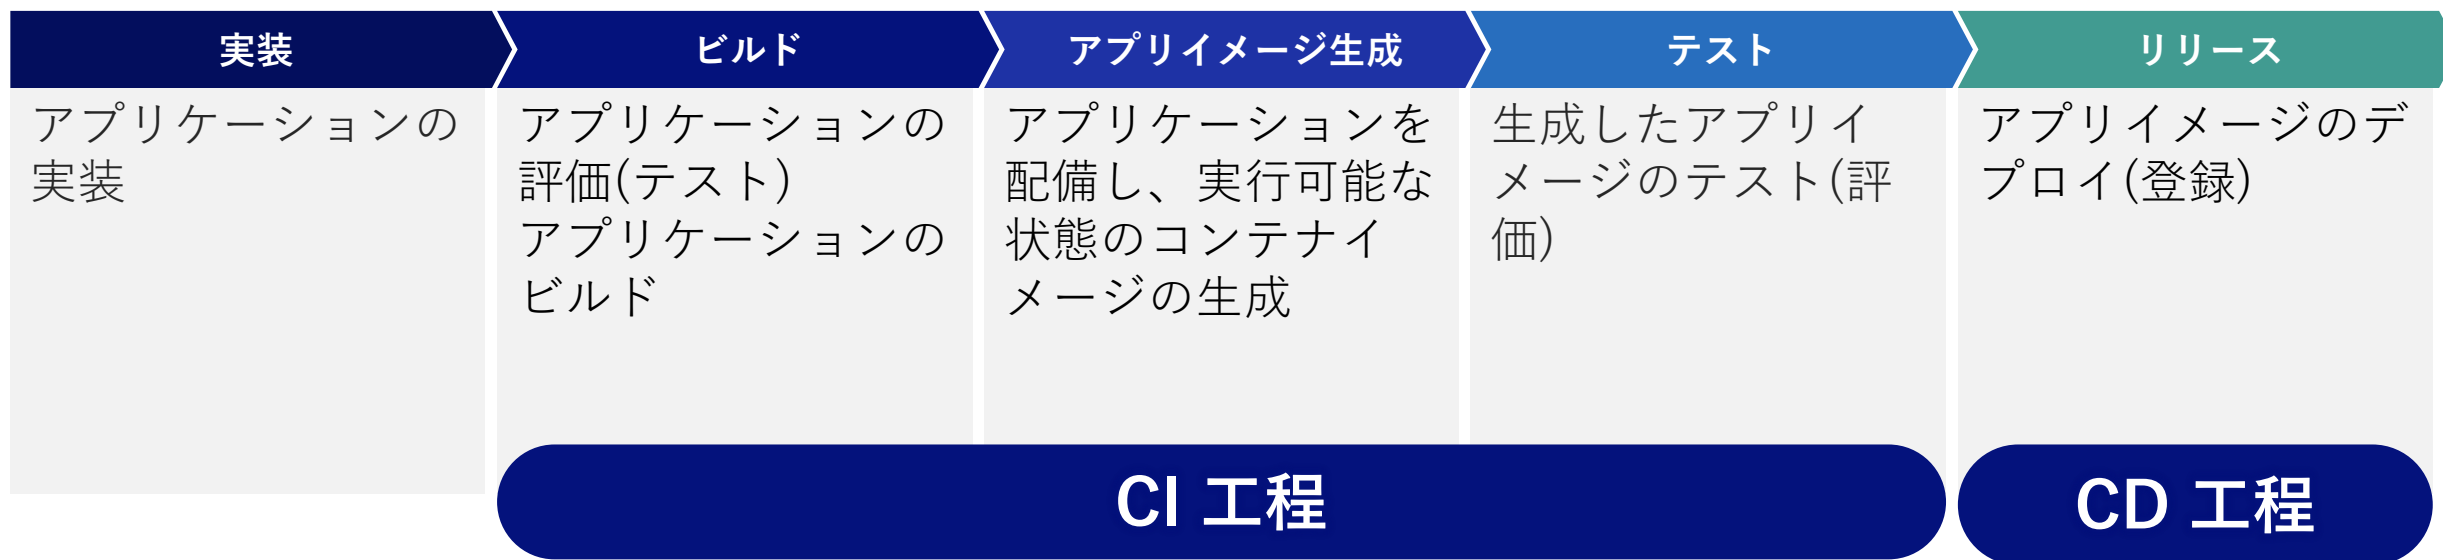 実装
ビルド
アプリイメージ生成
テスト
リリース
アプリケーションの
実装
アプリケーションの
評価(テスト)
アプリケーションの
ビルド
アプリケーションを
配備し、実行可能な
状態のコンテナイ
メージの生成
生成したアプリイ
メージのテスト(評
価)
アプリイメージのデ
プロイ(登録)
CI 工程
CD 工程